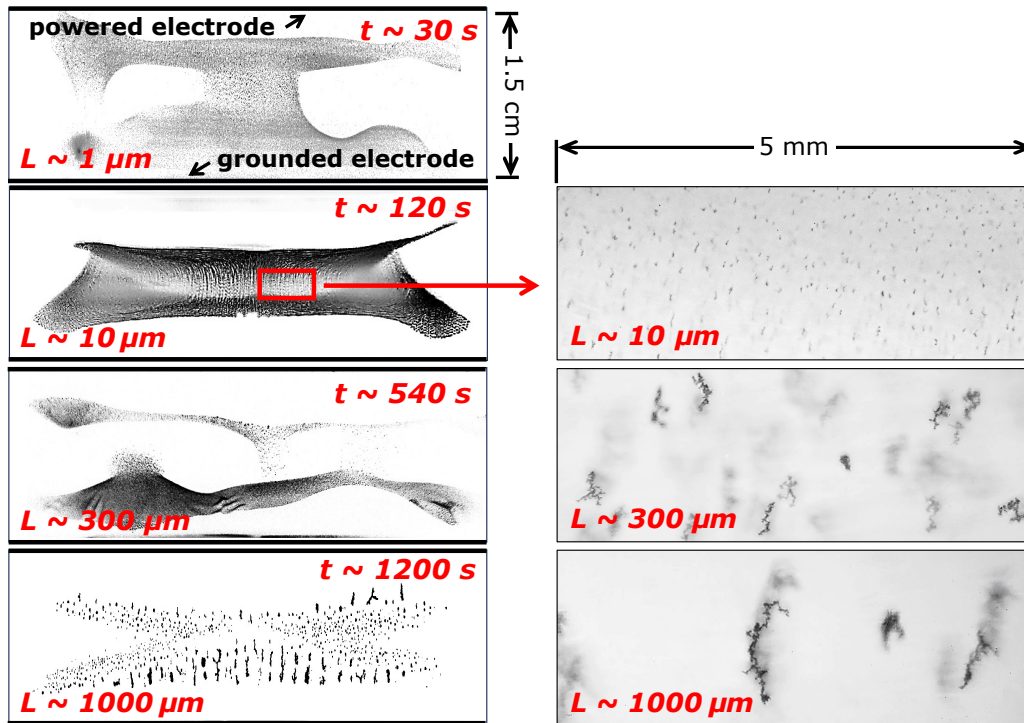 powered electrode
t ~ 30 s
1.5 cm
L ~ 1 µm
grounded electrode
5 mm
t ~ 120 s
L ~ 10 µm
L ~ 10 µm
t ~ 540 s
L ~ 300 µm
L ~ 300 µm
t ~ 1200 s
L ~ 1000 µm
L ~ 1000 µm